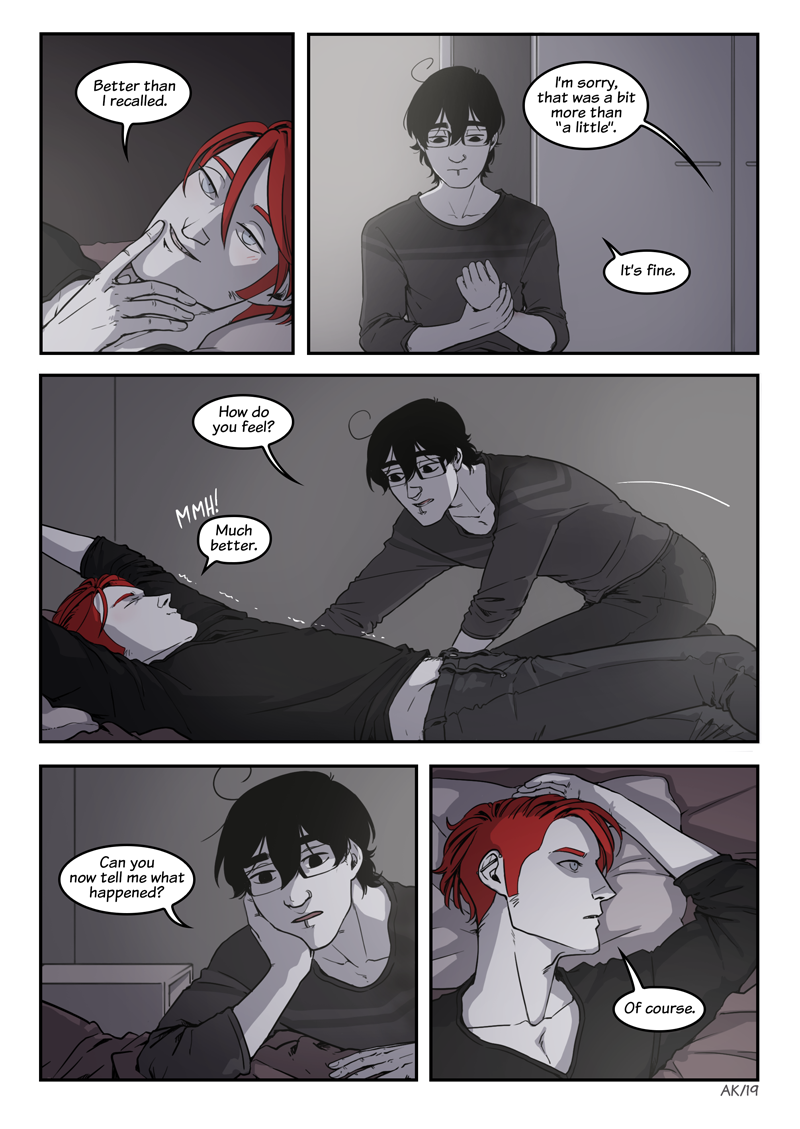 Better than
I recalled.
I'm sorry,
that was a bit
more than
"a little".
It's fine.
How do
you feel?
MMH!
Much
better.
Can you
now tell me what
happened?
Of course.
AK/19